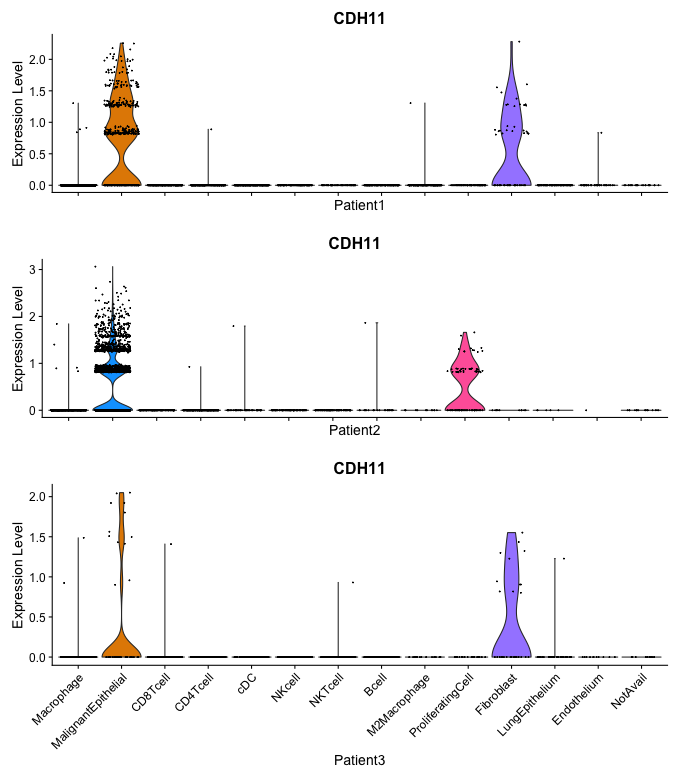 CDH11
Expression Level
2.0
1.5
1.0
0.5
0.0
Patient1
CDH11
Expression Level
3
2
1
0
Patient2
CDH11
Expression Level
2.0
1.5
1.0
0.5
0.0
Macrophage
MalignantEpithelial
CD8Tcell
CD4Tcell
cDC
NKcell
NKTcell
Bcell
M2Macrophage
ProliferatingCell
Fibroblast
LungEpithelium
Endothelium
NotAvail
Patient3